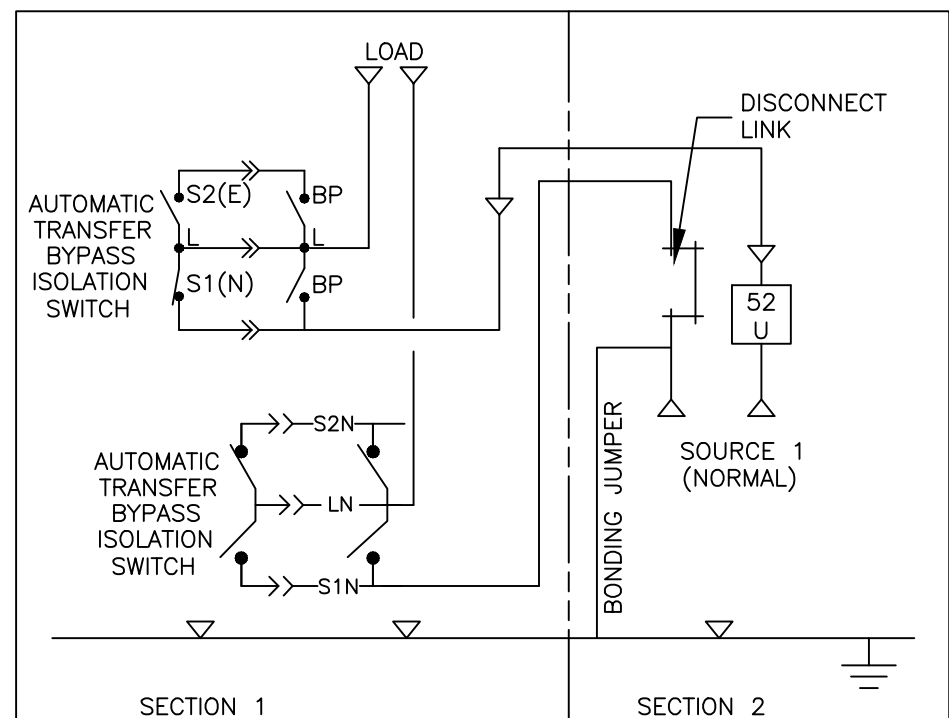 LOAD
DISCONNECT
LINK
S2(E)
BP
AUTOMATIC
TRANSFER
BYPASS
ISOLATION
SWITCH
L
L
S1(N)
BP
52
U
S2N
AUTOMATIC
TRANSFER
BYPASS
ISOLATION
SWITCH
LN
S1N
BONDING JUMPER
SOURCE 1
(NORMAL)
SECTION 1
SECTION 2